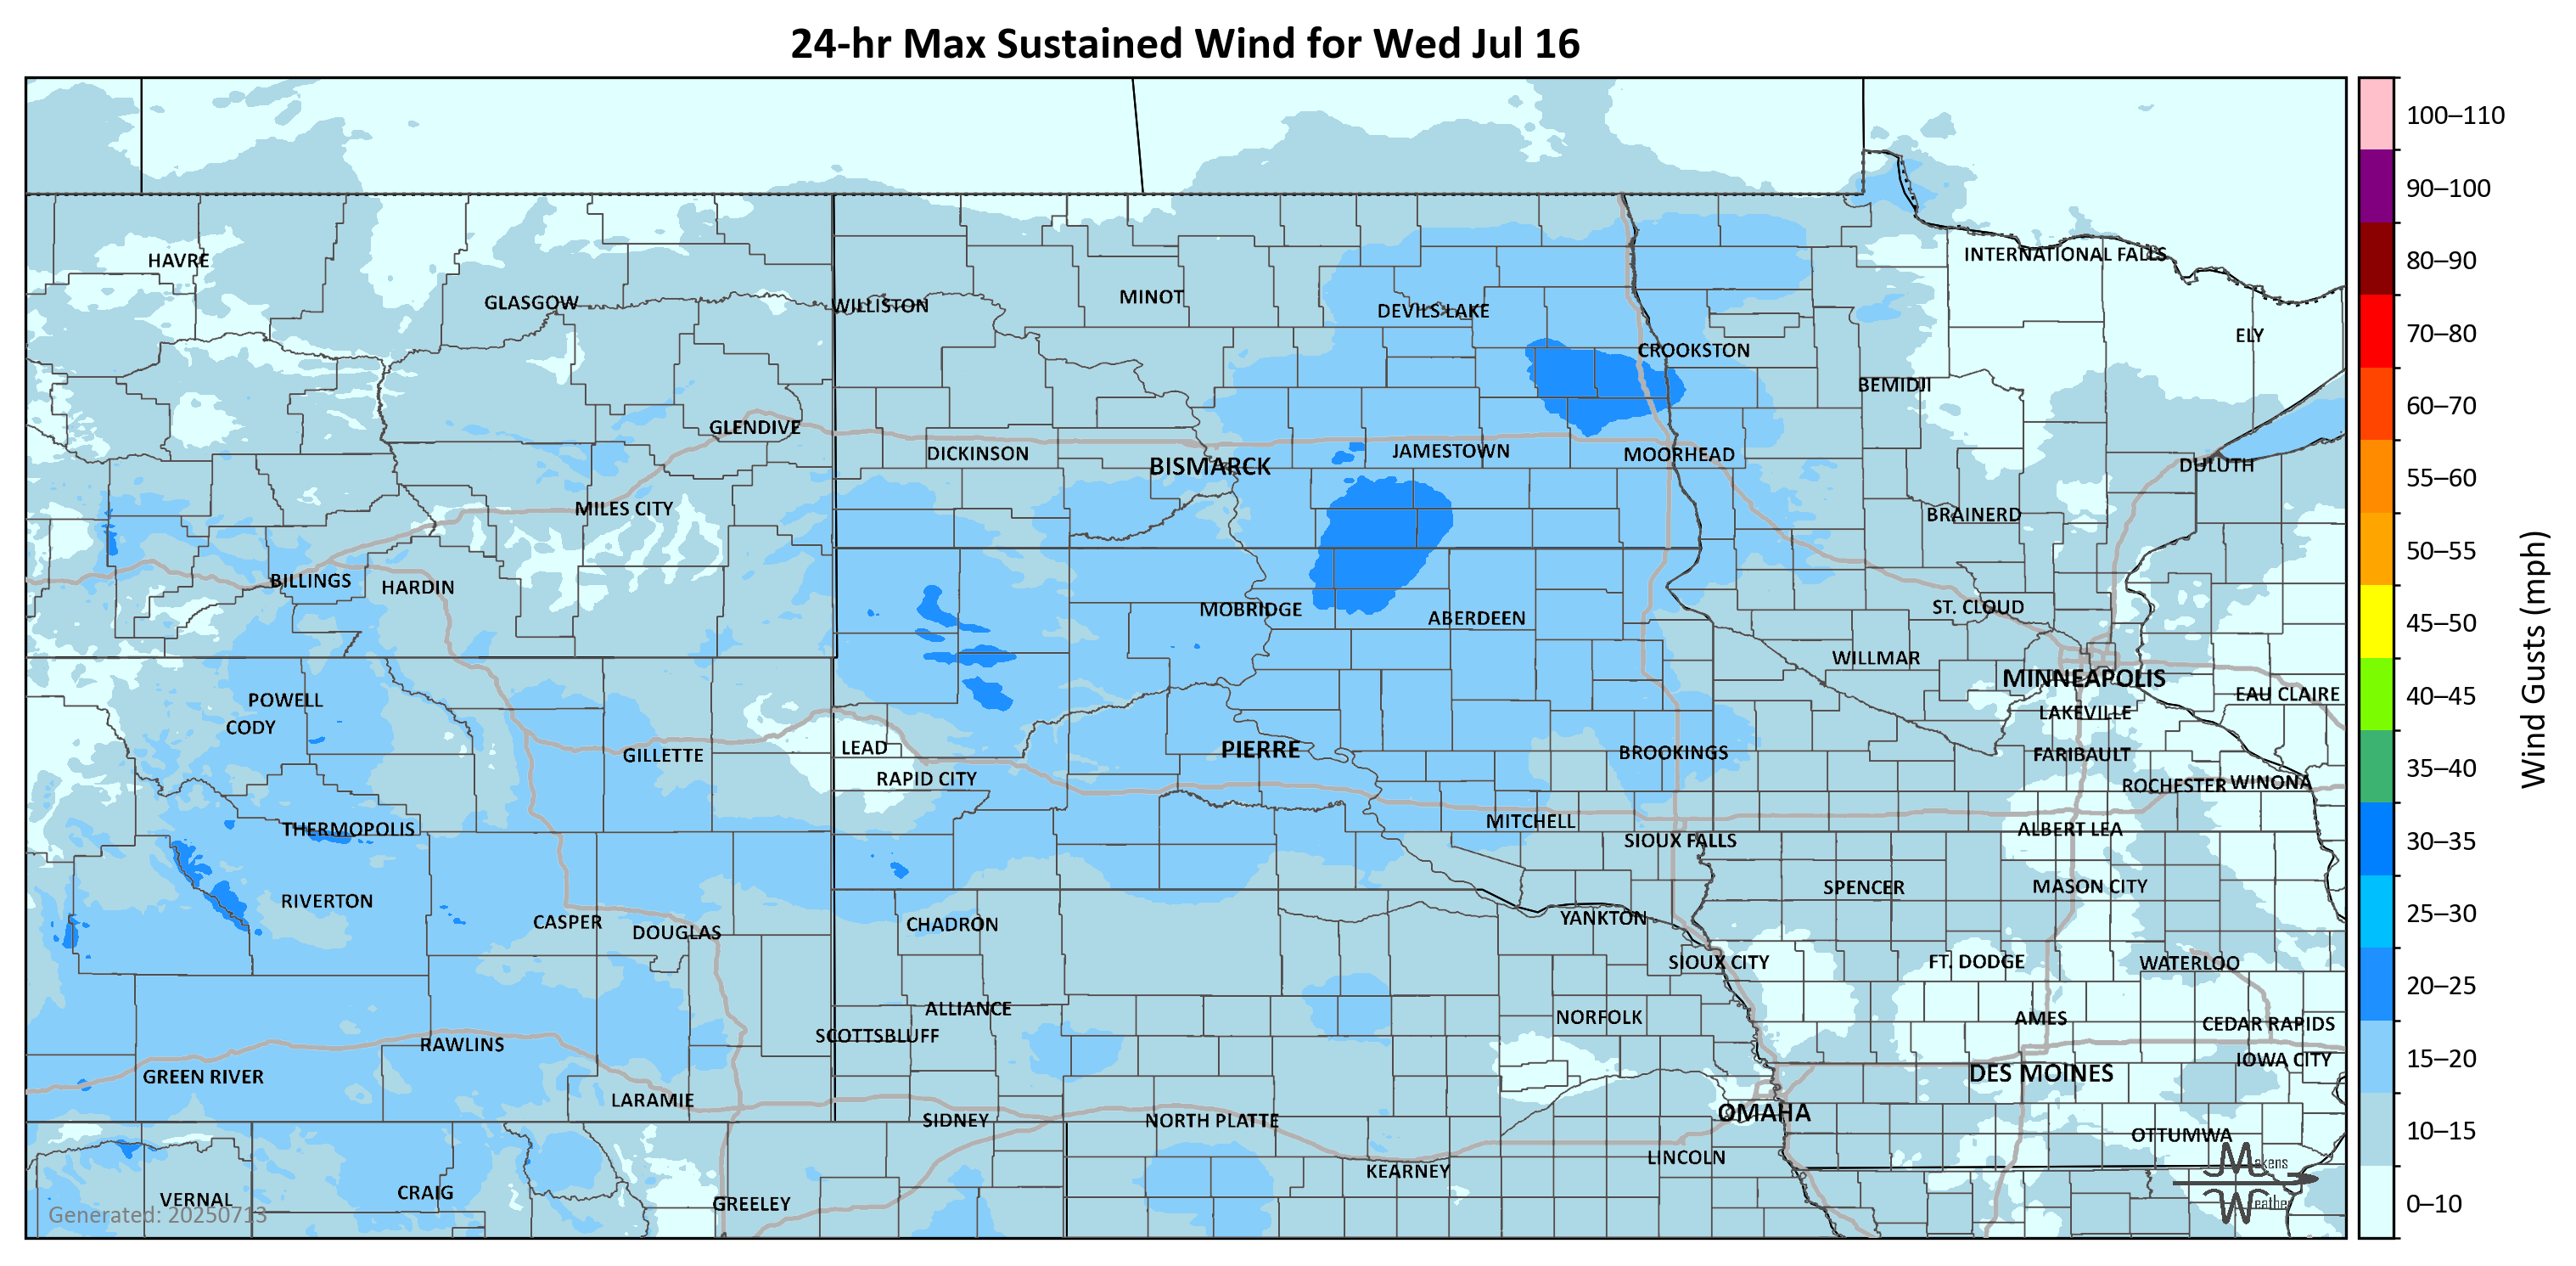 24-hr Max Sustained Wind for Wed Jul 16
100–110
90–100
80–90
70–80
60–70
55–60
50–55
45–50
40–45
35–40
30–35
25–30
20–25
15–20
10–15
0–10
Wind Gusts (mph)
HAVRE
INTERNATIONAL FALLS
GLASGOW
WILLISTON
MINOT
DEVILS LAKE
ELY
CROOKSTON
BEMIDJI
GLENDIVE
DICKINSON
BISMARCK
JAMESTOWN
MOORHEAD
DULUTH
MILES CITY
BRAINERD
BILLINGS
HARDIN
MOBRIDGE
ABERDEEN
ST. CLOUD
WILLMAR
MINNEAPOLIS
POWELL
EAU CLAIRE
CODY
LAKEVILLE
GILLETTE
LEAD
PIERRE
BROOKINGS
FARIBAULT
RAPID CITY
ROCHESTER
WINONA
THERMOPOLIS
MITCHELL
ALBERT LEA
SIOUX FALLS
RIVERTON
SPENCER
MASON CITY
CASPER
DOUGLAS
CHADRON
YANKTON
SIOUX CITY
FT. DODGE
WATERLOO
ALLIANCE
NORFOLK
AMES
CEDAR RAPIDS
SCOTTSBLUFF
RAWLINS
IOWA CITY
GREEN RIVER
DES MOINES
LARAMIE
SIDNEY
NORTH PLATTE
OMAHA
OTTUMWA
KEARNEY
LINCOLN
VERNAL
CRAIG
GREELEY
Generated: 20250713
Makens
Weather